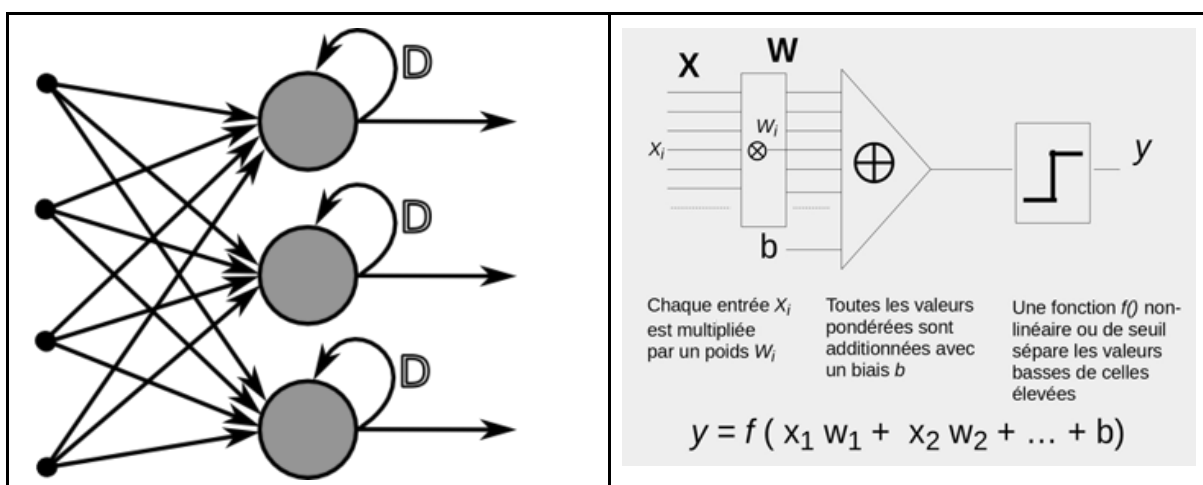 D
D
D
X
W
Wi
Xi
y
b
Chaque entrée Xi
est multipliée
par un poids Wi
Toutes les valeurs
pondérées sont
additionnées avec
un biais b
Une fonction f() non-
linéaire ou de seuil
sépare les valeurs
basses de celles
élevées
y = f ( x1 w1 + x2 w2 + ... + b)